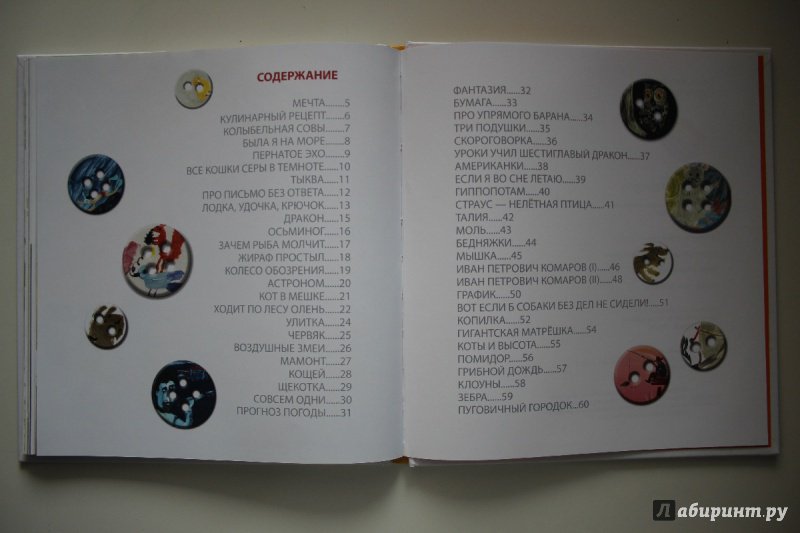 СОДЕРЖАНИЕ
МЕЧТА........5
КУЛИНАРНЫЙ РЕЦЕПТ.......6
КОЛЫБЕЛЬНАЯ СОВЫ.......7
БЫЛА Я НА МОРЕ.......8
ПЕРНАТОЕ ЭХО.......9
ВСЕ КОШКИ СЕРЫ В ТЕМНОТЕ.......10
ТЫКВА.......11
ПРО ПИСЬМО БЕЗ ОТВЕТА.......12
ЛОДКА, УДОЧКА, КРЮЧОК.......13
ДРАКОН.......15
ОСЬМИНОГ.......16
ЗАЧЕМ РЫБА МОЛЧИТ.......17
ЖИРАФ ПРОСТЫЛ.......18
КОЛЕСО ОБОЗРЕНИЯ.......19
АСТРОНОМ.......20
КОТ В МЕШКЕ.......21
ХОДИТ ПО ЛЕСУ ОЛЕНЬ.......22
УЛИТКА.......24
ЧЕРВЯК.......25
ВОЗДУШНЫЕ ЗМЕИ.......26
МАМОНТ.......27
КОЩЕЙ.......28
ЩЕКОТКА.......29
СОВСЕМ ОДНИ.......30
ПРОГНОЗ ПОГОДЫ.......31
ФАНТАЗИЯ......32
БУМАГА......33
ПРО УПРЯМОГО БАРАНА......34
ТРИ ПОДУШКИ......35
СКОРОГОВОРКА......36
УРОКИ УЧИЛ ШЕСТИГЛАВЫЙ ДРАКОН......37
АМЕРИКАНКИ......38
ЕСЛИ Я ВО СНЕ ЛЕТАЮ......39
ГИППОПОТАМ......40
СТРАУС — НЕЛЁТНАЯ ПТИЦА......41
ТАЛИЯ......42
МОЛЬ......43
БЕДНЯЖКИ......44
МЫШКА......45
ИВАН ПЕТРОВИЧ КОМАРОВ (I)......46
ИВАН ПЕТРОВИЧ КОМАРОВ (II)......48
ГРАФИК......50
ВОТ ЕСЛИ Б СОБАКИ БЕЗ ДЕЛ НЕ СИДЕЛИ!......51
КОПИЛКА......52
ГИГАНТСКАЯ МАТРЁШКА......54
КОТЫ И ВЫСОТА......55
ПОМИДОР......56
ГРИБНОЙ ДОЖДЬ......57
КЛОУНЫ......58
ЗЕБРА......59
ПУГОВИЧНЫЙ ГОРОДОК...60
Лабиринт.ру